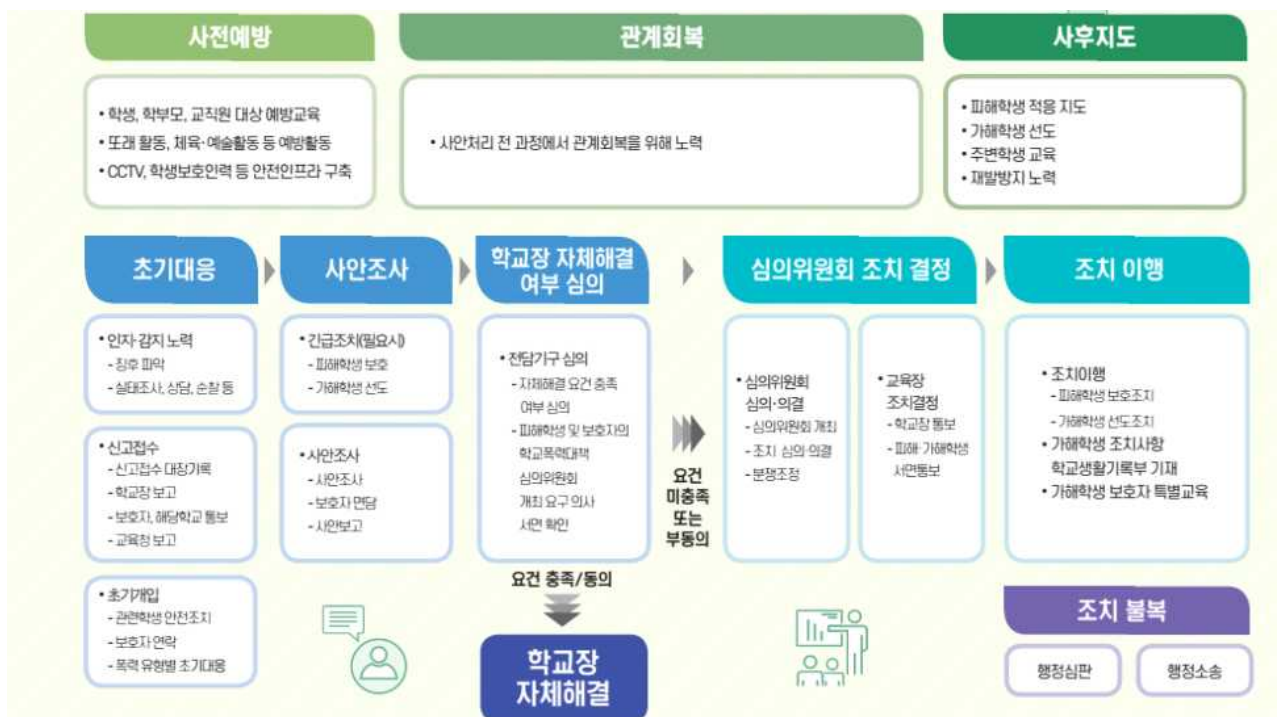 사전예방
• 학생, 학부모, 교직원 대상 예방교육
• 또래 활동, 체육·예술활동 등 예방활동
• CCTV, 학생보호인력 등 안전인프라 구축
관계회복
• 사안처리 전 과정에서 관계회복을 위해 노력
사후지도
• 피해학생 적응 지도
• 가해학생 선도
• 주변학생 교육
• 재발방지 노력
초기대응
• 인지·감지 노력
- 징후 파악
- 실태조사, 상담, 순찰 등
• 신고접수
- 신고접수 대장기록
- 학교장 보고
- 보호자, 해당학교 통보
- 교육청 보고
• 초기개입
- 관련학생 안전조치
- 보호자 연락
- 폭력 유형별 초기대응
사안조사
• 긴급조치(필요시)
- 피해학생 보호
- 가해학생 선도
• 사안조사
- 사안조사
- 보호자 면담
- 사안보고
학교장 자체해결
여부 심의
• 전담기구 심의
- 자체해결 요건 충족
여부 심의
- 피해학생 및 보호자의
학교폭력대책
심의위원회
개최 요구 의사
서면 확인
요건 충족/동의
학교장
자체해결
요건
미충족
또는
부동의
심의위원회 조치 결정
• 심의위원회
심의·의결
- 심의위원회 개최
- 조치 심의·의결
- 분쟁조정
• 교육장
조치결정
- 학교장 통보
- 피해·가해학생
서면통보
조치 이행
• 조치이행
- 피해학생 보호조치
- 가해학생 선도조치
• 가해학생 조치사항
학교생활기록부 기재
• 가해학생 보호자 특별교육
조치 불복
행정심판
행정소송